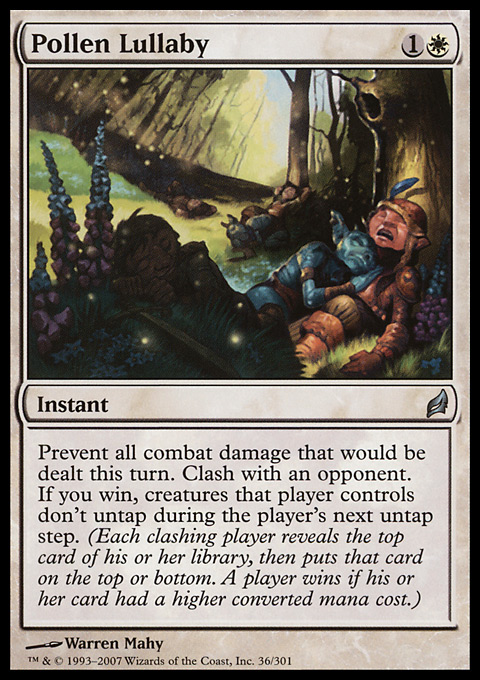 Pollen Lullaby 1
Instant
Prevent all combat damage that would be
dealt this turn. Clash with an opponent.
If you win, creatures that player controls
don't untap during the player's next untap
step. (Each clashing player reveals the top
card of his or her library, then puts that card
on the top or bottom. A player wins if his or
her card had a higher converted mana cost.)
Warren Mahy
™ & © 1993–2007 Wizards of the Coast, Inc. 36/301